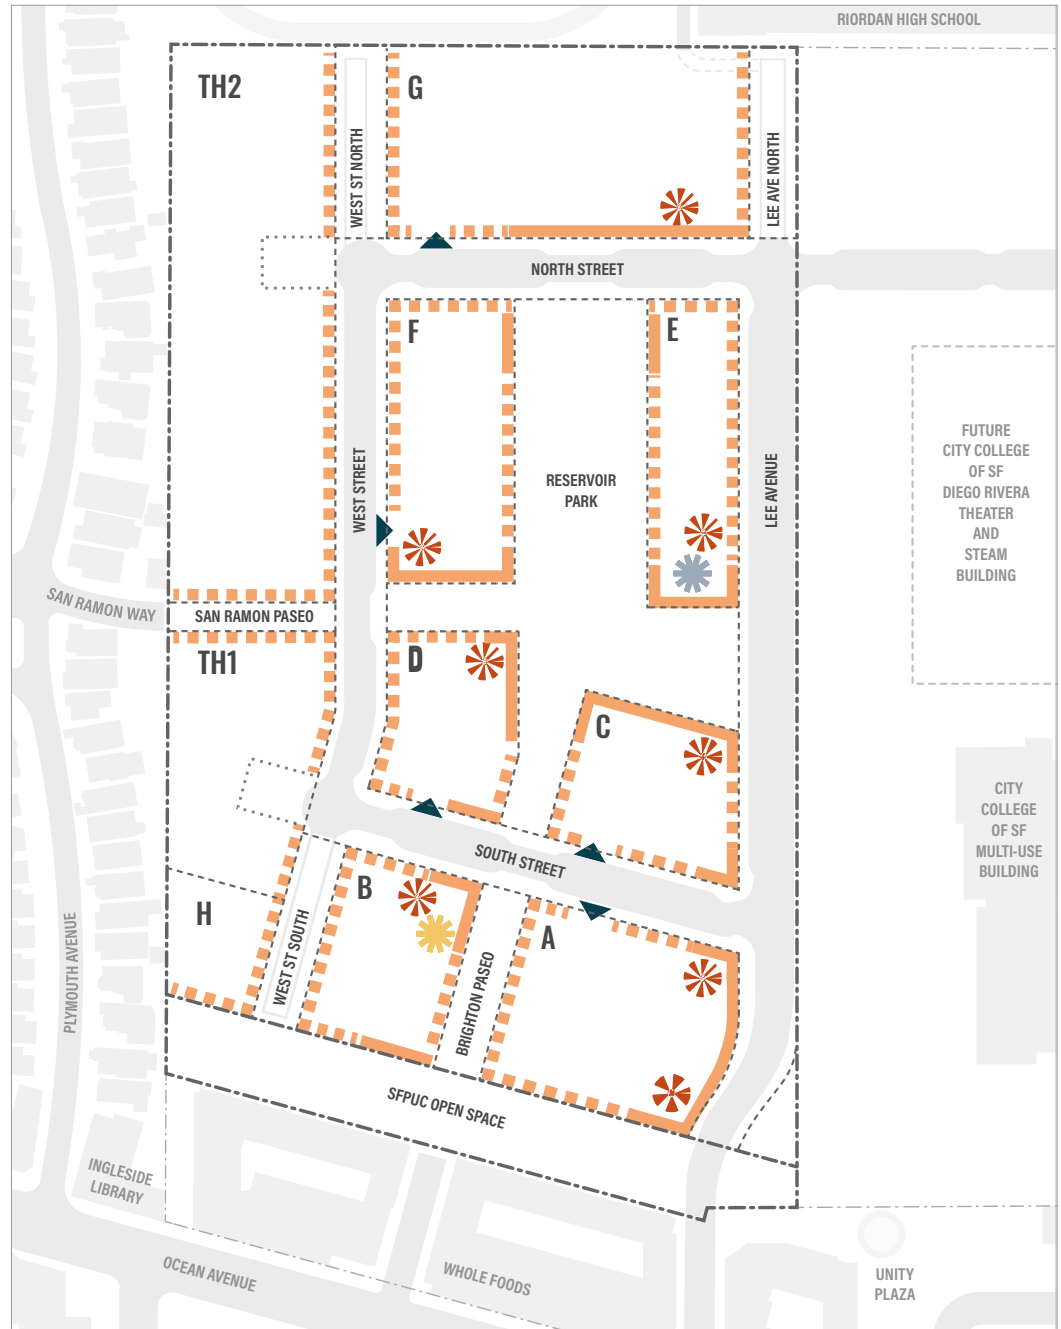 RIORDAN HIGH SCHOOL
TH2
G
WEST ST NORTH
LEE AVE NORTH
NORTH STREET
F
E
WEST STREET
RESERVOIR
PARK
LEE AVENUE
FUTURE
CITY COLLEGE
OF SF
DIEGO RIVERA
THEATER
AND
STEAM
BUILDING
SAN RAMON WAY
SAN RAMON PASEO
TH1
D
C
CITY
COLLEGE
OF SF
MULTI-USE
BUILDING
SOUTH STREET
B
H
A
WEST ST SOUTH
BRIGHTON PASEO
PLYMOUTH AVENUE
SFPUC OPEN SPACE
INGLESIDE
LIBRARY
OCEAN AVENUE
WHOLE FOODS
UNITY
PLAZA